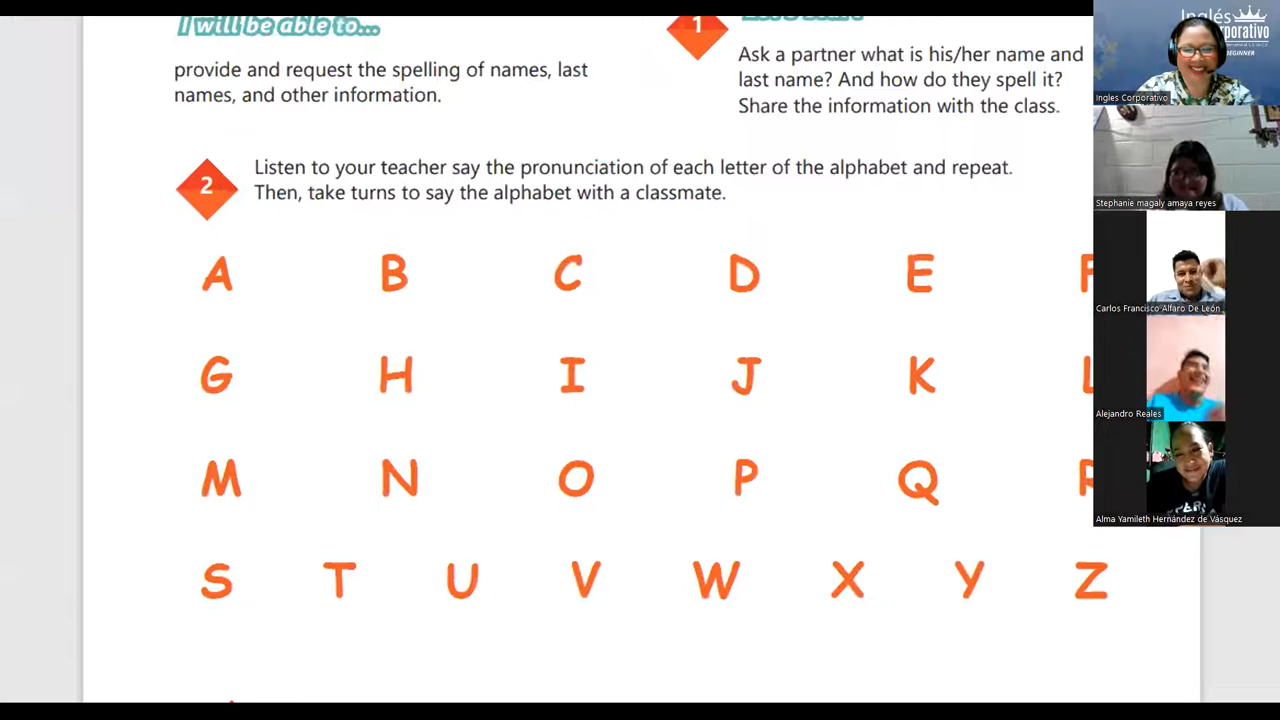 I will be able to...
provide and request the spelling of names, last
names, and other information.
1
Ask a partner what is his/her name and
last name? And how do they spell it?
Share the information with the class.
2
Listen to your teacher say the pronunciation of each letter of the alphabet and repeat.
Then, take turns to say the alphabet with a classmate.
A B C D E F
G H I J K L
M N O P Q R
S T U V W X Y Z
Inglés
BEGINNER
Ingles Corporativo
Stephanie magaly amaya reyes
Carlos Francisco Alfaro De León
Alejandro Reales
Alma Yamileth Hernández de Vásquez